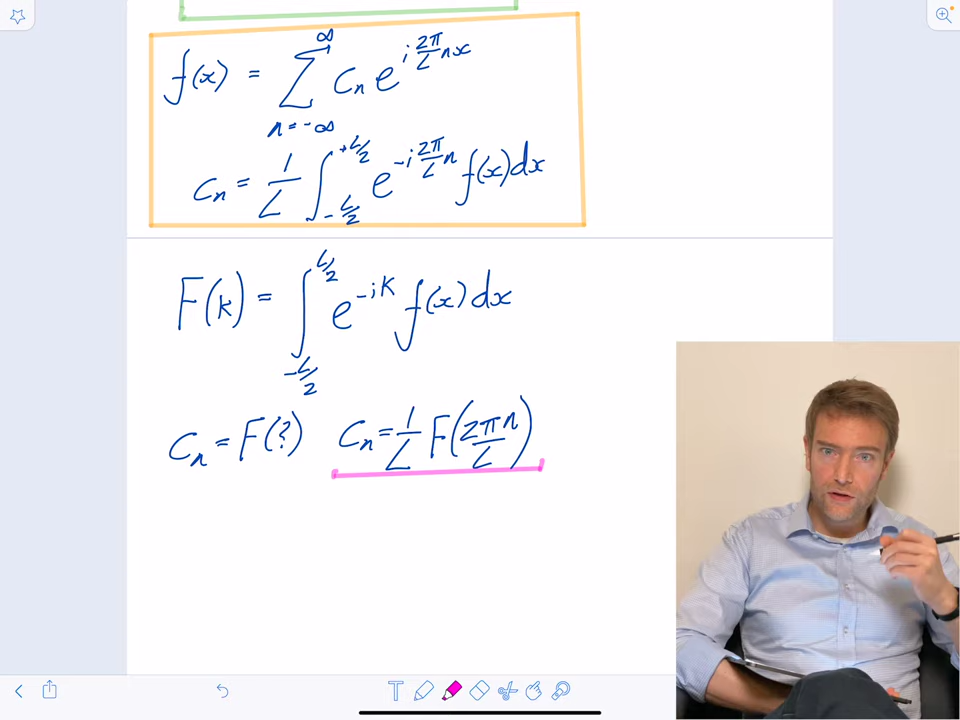 f(x) = ∑_{n=-∞}^{∞} c_n e^{i 2π/L nx}
c_n = 1/L ∫_{-L/2}^{+L/2} e^{-i 2π/L n} f(x) dx
F(k) = ∫_{-L/2}^{L/2} e^{-ik} f(x) dx
c_n = F(?) c_n = 1/L F(2πn/L)
T